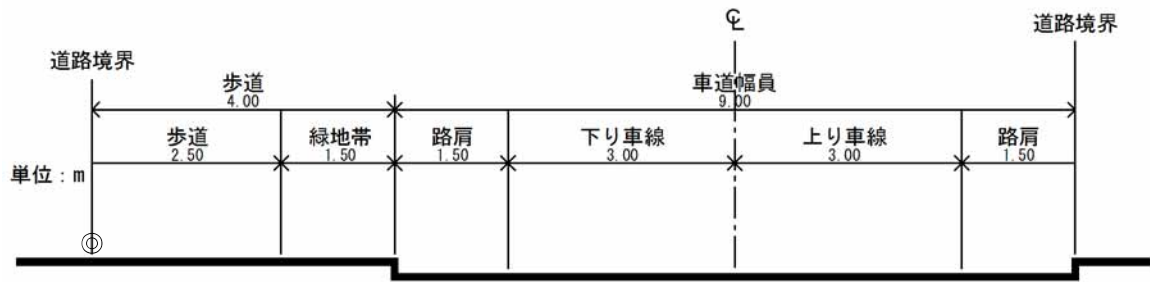 ℄
道路境界
道路境界
歩道
車道幅員
4.00
9.00
歩道
緑地帯
路肩
下り車線
上り車線
路肩
2.50
1.50
1.50
3.00
3.00
1.50
単位：m